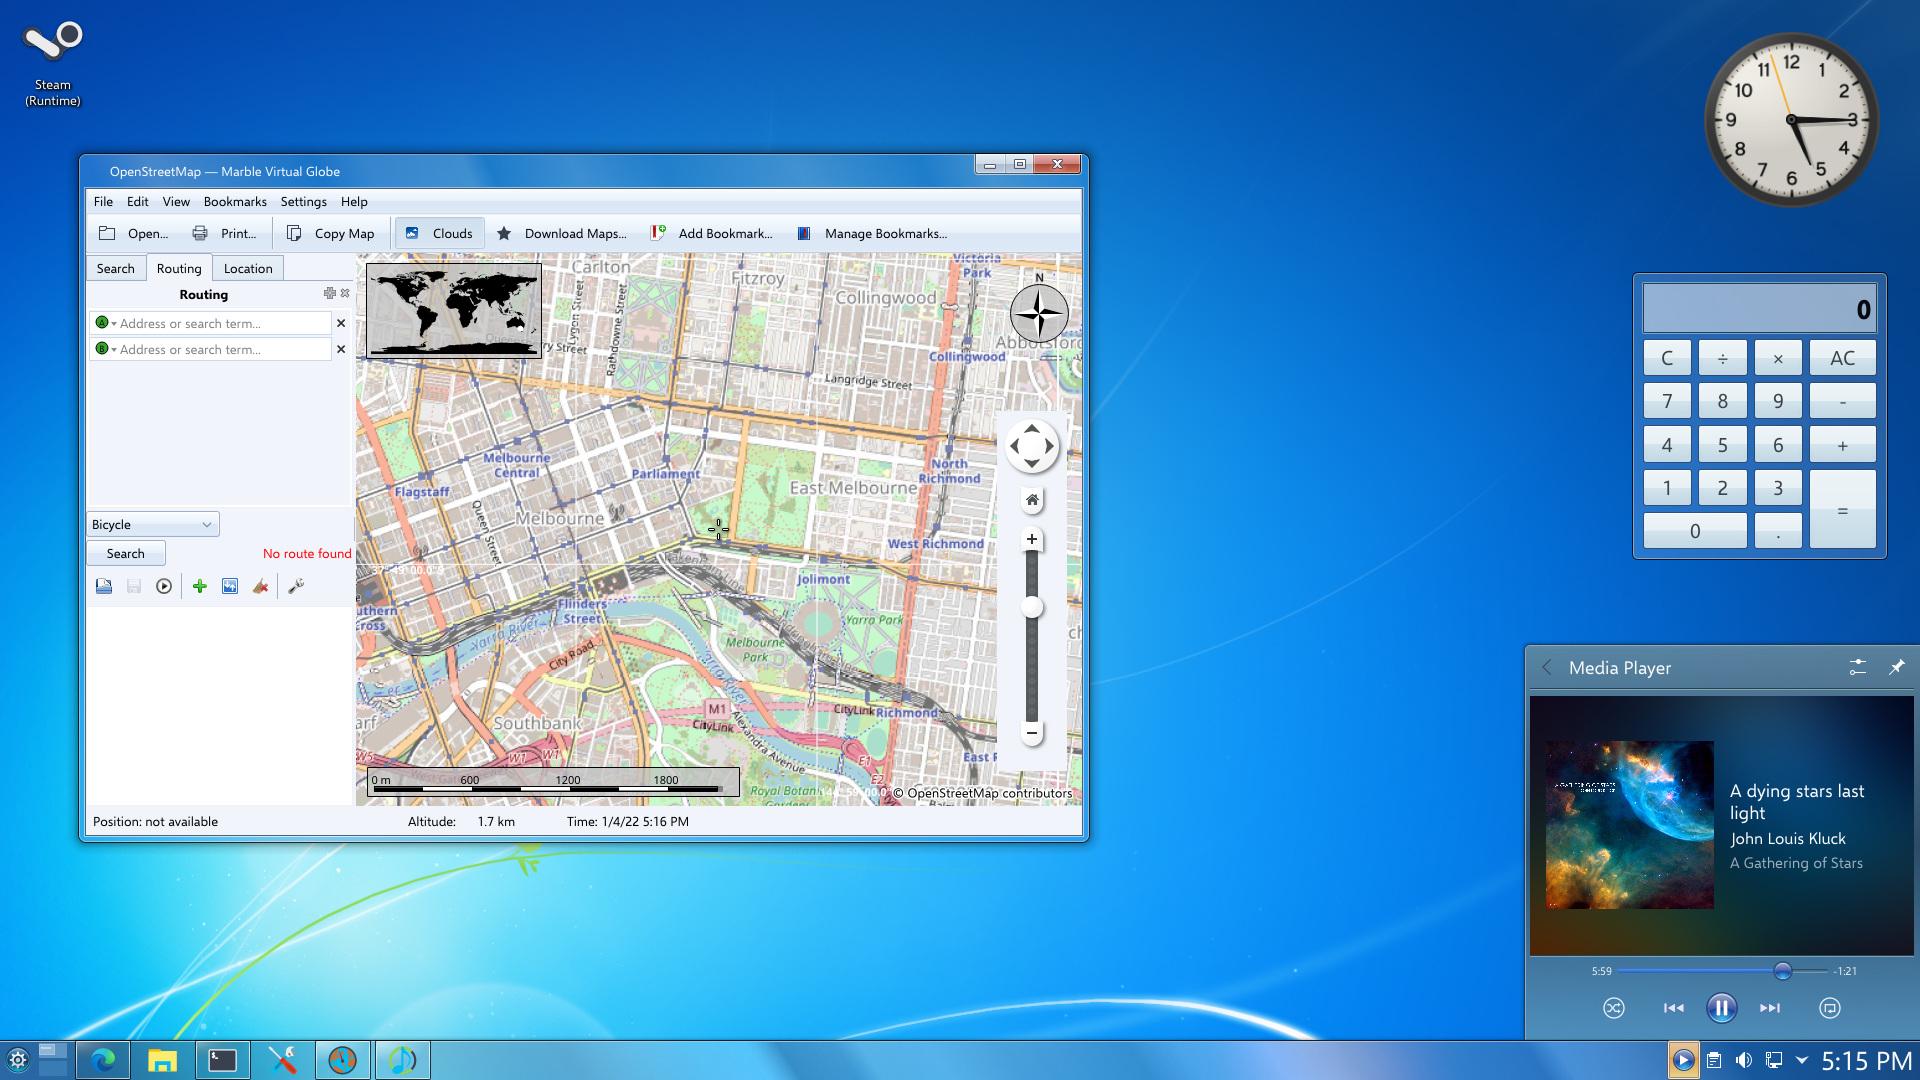 Steam
(Runtime)
OpenStreetMap — Marble Virtual Globe
File Edit View Bookmarks Settings Help
Open... Print... Copy Map Clouds Download Maps... Add Bookmark... Manage Bookmarks...
Search Routing Location
Routing
A Address or search term...
B Address or search term...
Bicycle
Search No route found
Carlton
Fitzroy
Victoria
Park
Collingwood
Lygon Street
Rathdowne Street
N
Collingwood
Langridge Street
Melbourne
Central
Parliament
North
Richmond
Flagstaff
East Melbourne
Queen Street
Melbourne
West Richmond
37° 49' 00.0"S
Jolimont
Flinders
Street
Yarra River
Yarra Park
Melbourne
Park
City Road
Southbank
M1
CityLink
CityLink
Richmond
Alexandra Avenue
W1
W1
E1
E2
0 m 600 1200 1800
© OpenStreetMap contributors
Position: not available Altitude: 1.7 km Time: 1/4/22 5:16 PM
12
1
2
3
4
5
6
7
8
9
10
11
0
C ÷ × AC
7 8 9 -
4 5 6 +
1 2 3 =
0 .
Media Player
A dying stars last
light
John Louis Kluck
A Gathering of Stars
5:59 -1:21
5:15 PM